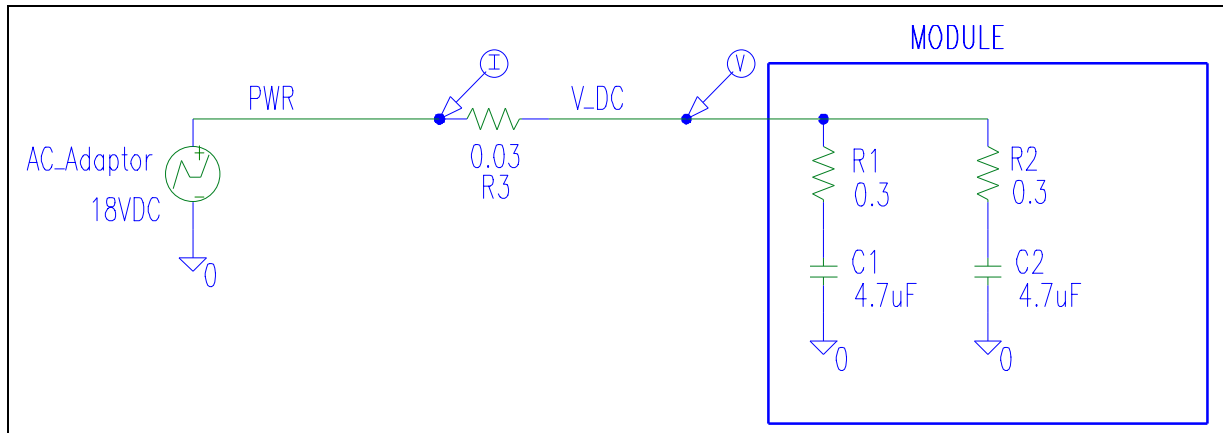 MODULE
I
V
PWR
V_DC
AC_Adaptor
18VDC
+
-
0.03
R3
R1
0.3
R2
0.3
C1
4.7uF
C2
4.7uF
0
0
0